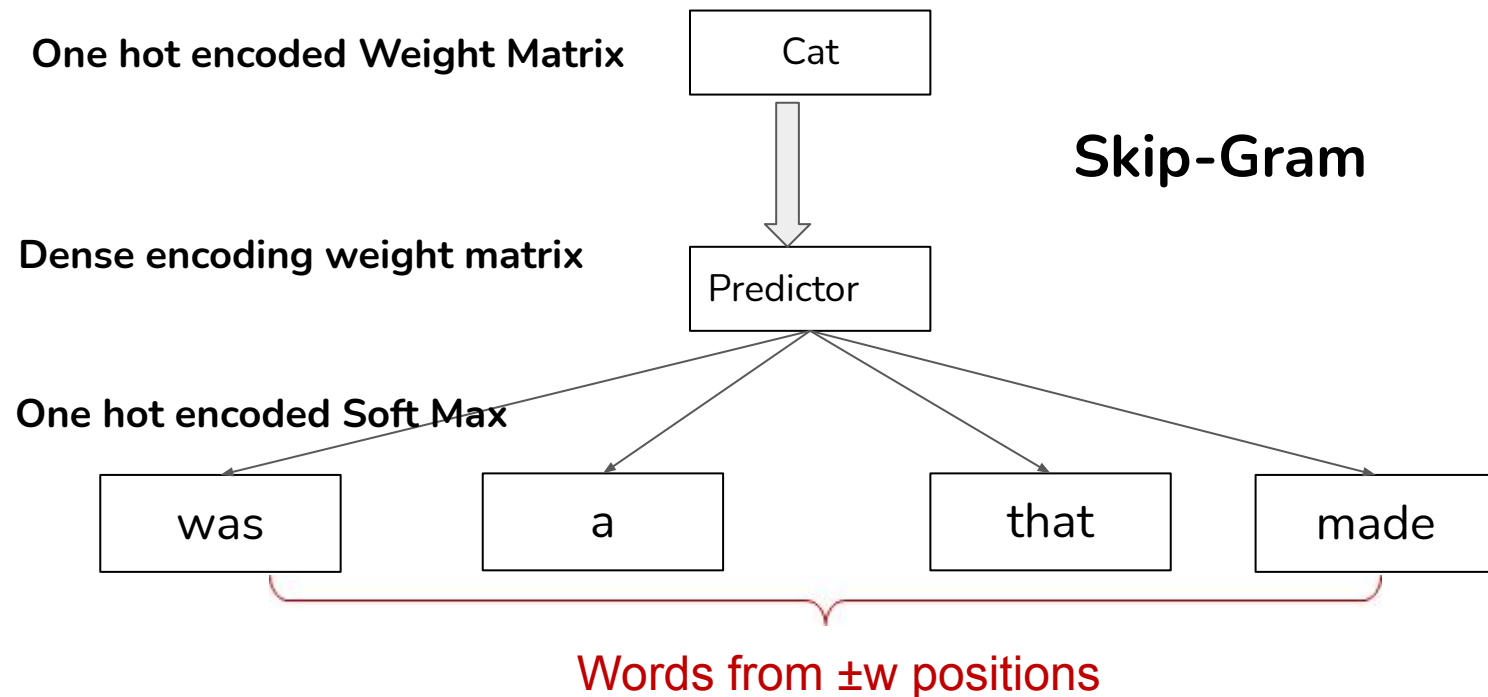 One hot encoded Weight Matrix
Cat
Skip-Gram
Dense encoding weight matrix
Predictor
One hot encoded Soft Max
was
a
that
made
Words from ±w positions